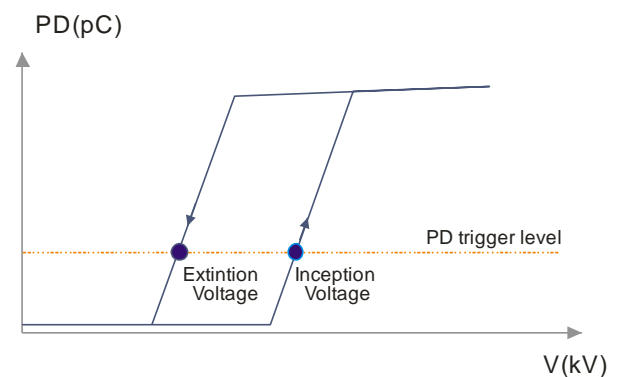 PD(pC)
PD trigger level
Extintion
Voltage
Inception
Voltage
V(kV)